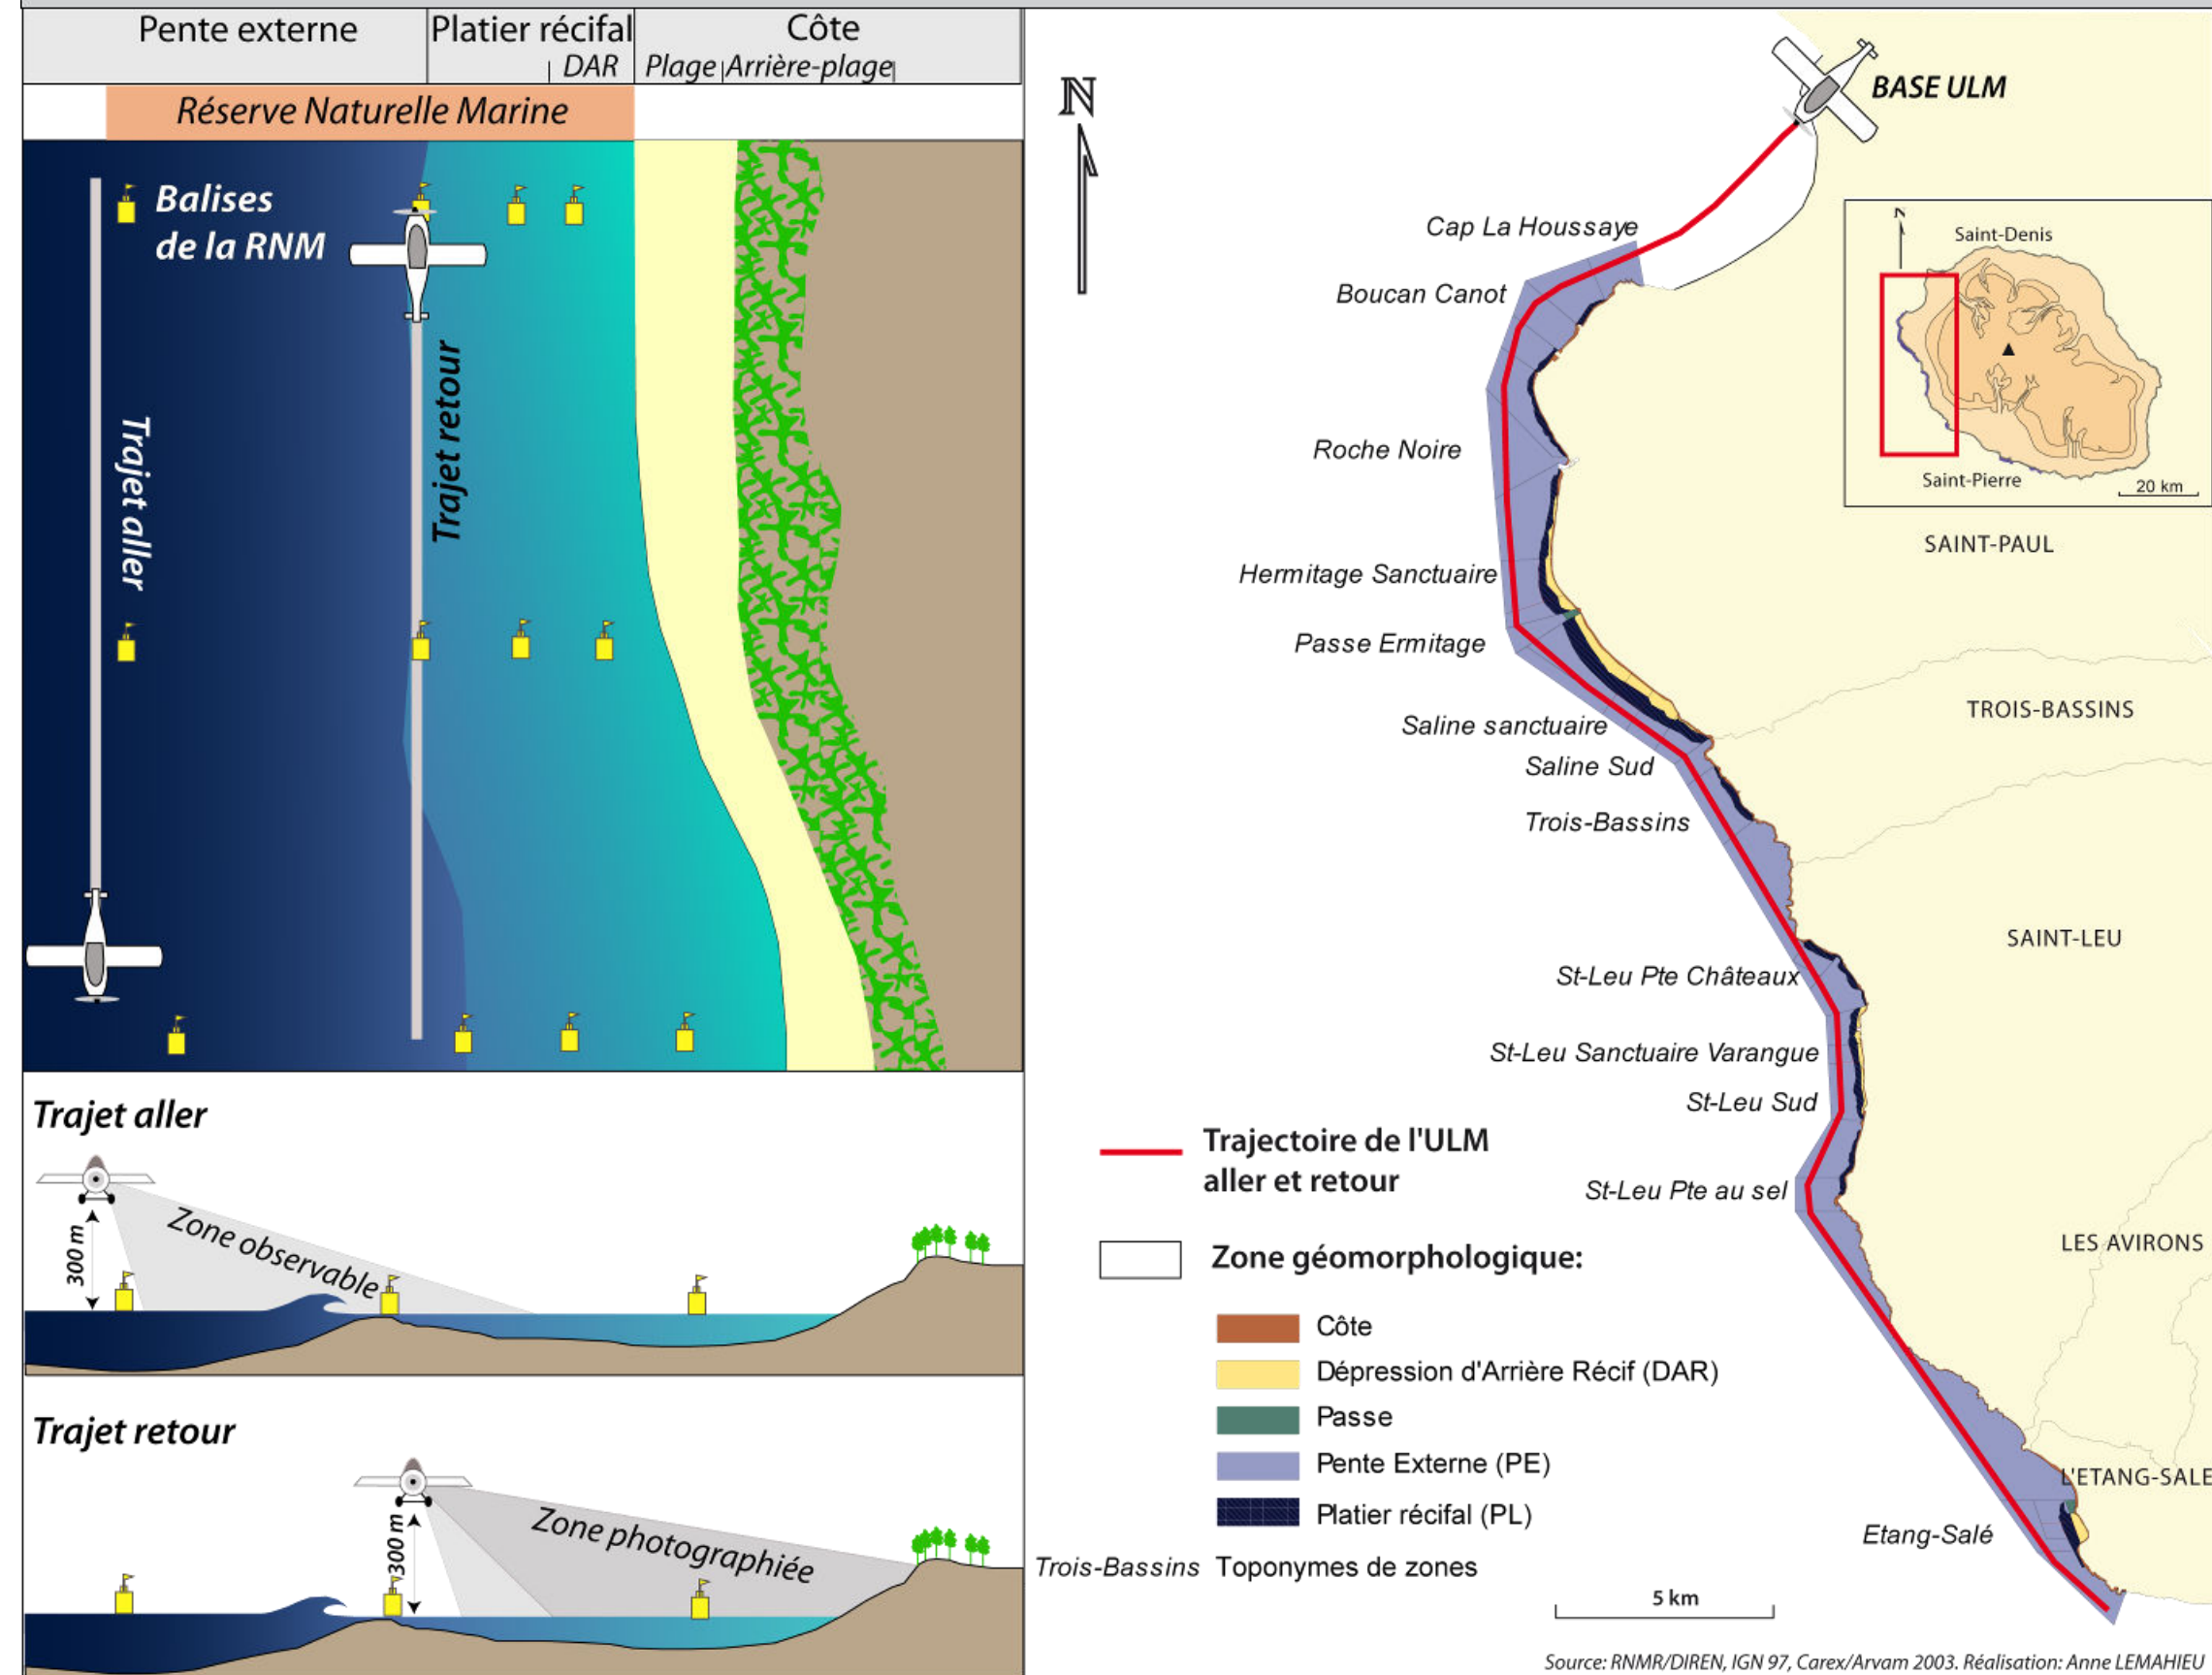 Pente externe
Platier récifal
DAR
Côte
Plage
Arrière-plage
Réserve Naturelle Marine
Balises
de la RNM
Trajet aller
Trajet retour
Trajet aller
300 m
Zone observable
Trajet retour
300 m
Zone photographiée
N
BASE ULM
Cap La Houssaye
Boucan Canot
Roche Noire
Hermitage Sanctuaire
Passe Ermitage
Saline sanctuaire
Saline Sud
Trois-Bassins
St-Leu Pte Châteaux
St-Leu Sanctuaire Varangue
St-Leu Sud
St-Leu Pte au sel
Etang-Salé
N
Saint-Denis
Saint-Pierre
20 km
SAINT-PAUL
TROIS-BASSINS
SAINT-LEU
LES AVIRONS
L'ETANG-SALE
Trajectoire de l'ULM
aller et retour
Zone géomorphologique:
Côte
Dépression d'Arrière Récif (DAR)
Passe
Pente Externe (PE)
Platier récifal (PL)
Trois-Bassins Toponymes de zones
5 km
Source: RNMR/DIREN, IGN 97, Carex/Arvam 2003. Réalisation: Anne LEMAHIEU